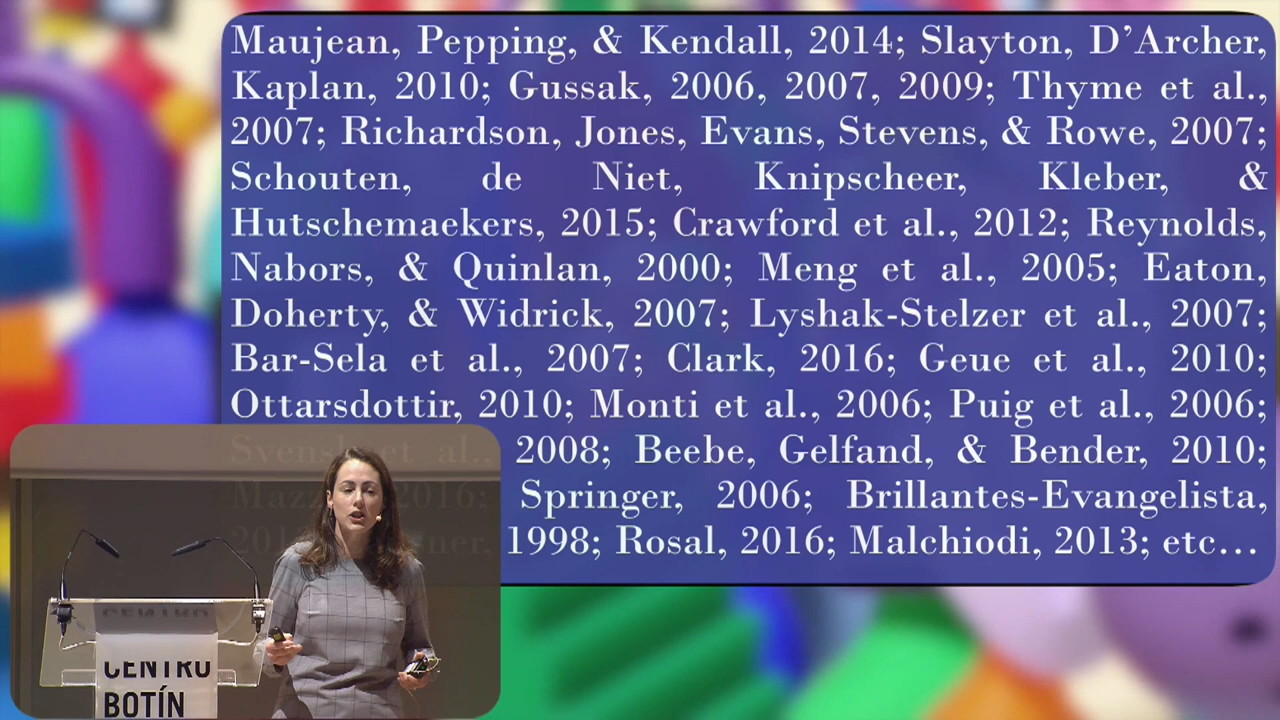 Maujean, Pepping, & Kendall, 2014; Slayton, D’Archer,
Kaplan, 2010; Gussak, 2006, 2007, 2009; Thyme et al.,
2007; Richardson, Jones, Evans, Stevens, & Rowe, 2007;
Schouten, de Niet, Knipscheer, Kleber, &
Hutschemaekers, 2015; Crawford et al., 2012; Reynolds,
Nabors, & Quinlan, 2000; Meng et al., 2005; Eaton,
Doherty, & Widrick, 2007; Lyshak-Stelzer et al., 2007;
Bar-Sela et al., 2007; Clark, 2016; Geue et al., 2010;
Ottarsdottir, 2010; Monti et al., 2006; Puig et al., 2006;
et al., 2008; Beebe, Gelfand, & Bender, 2010;
2016; Springer, 2006; Brillantes-Evangelista,
1998; Rosal, 2016; Malchiodi, 2013; etc...
CENTRO
CENTRO
BOTÍN